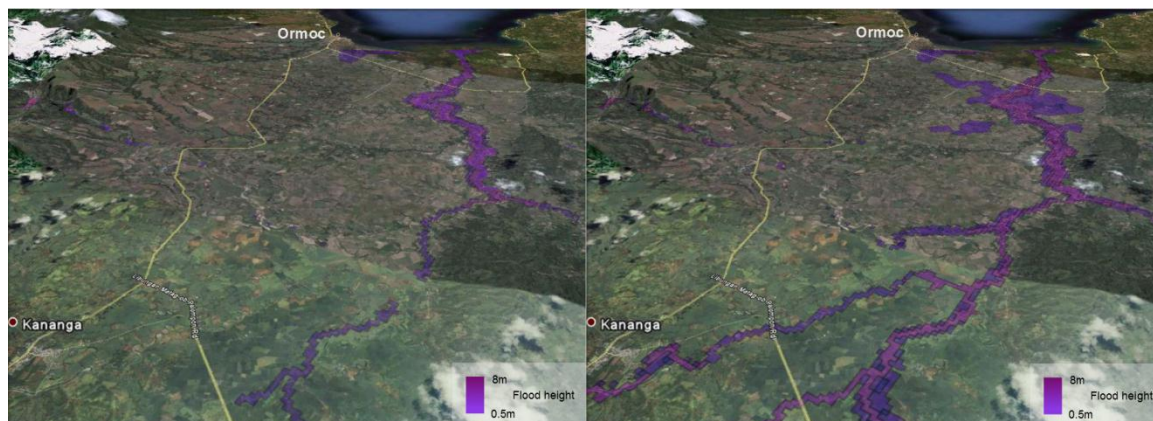 Ormoc
Kananga
8m
Flood height
0.5m
Ormoc
Kananga
8m
Flood height
0.5m